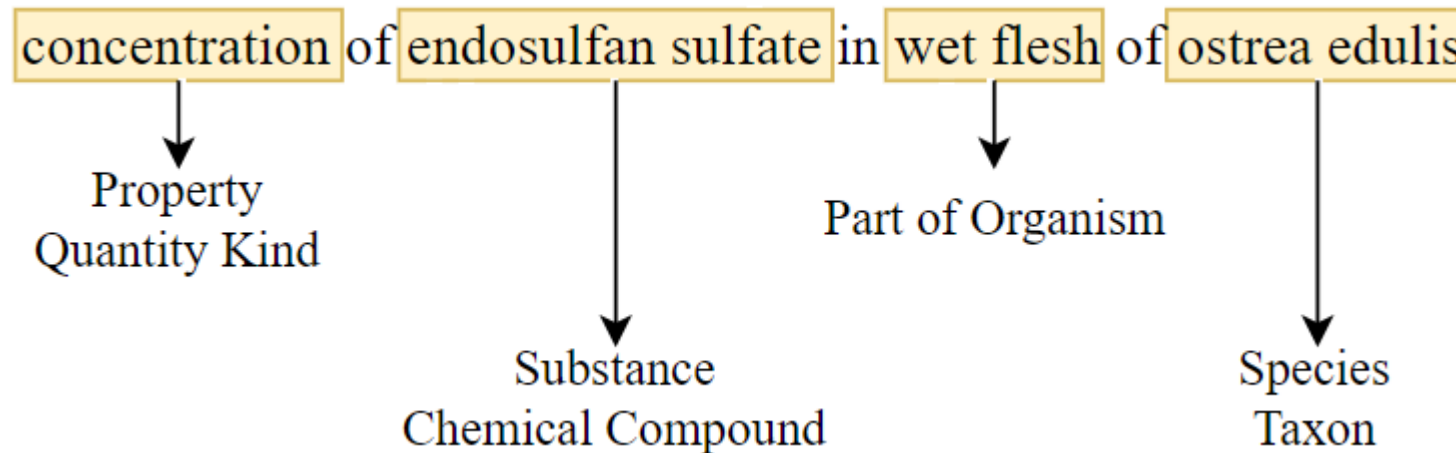 concentration of endosulfan sulfate in wet flesh of ostrea edulis
Property
Quantity Kind
Part of Organism
Substance
Chemical Compound
Species
Taxon